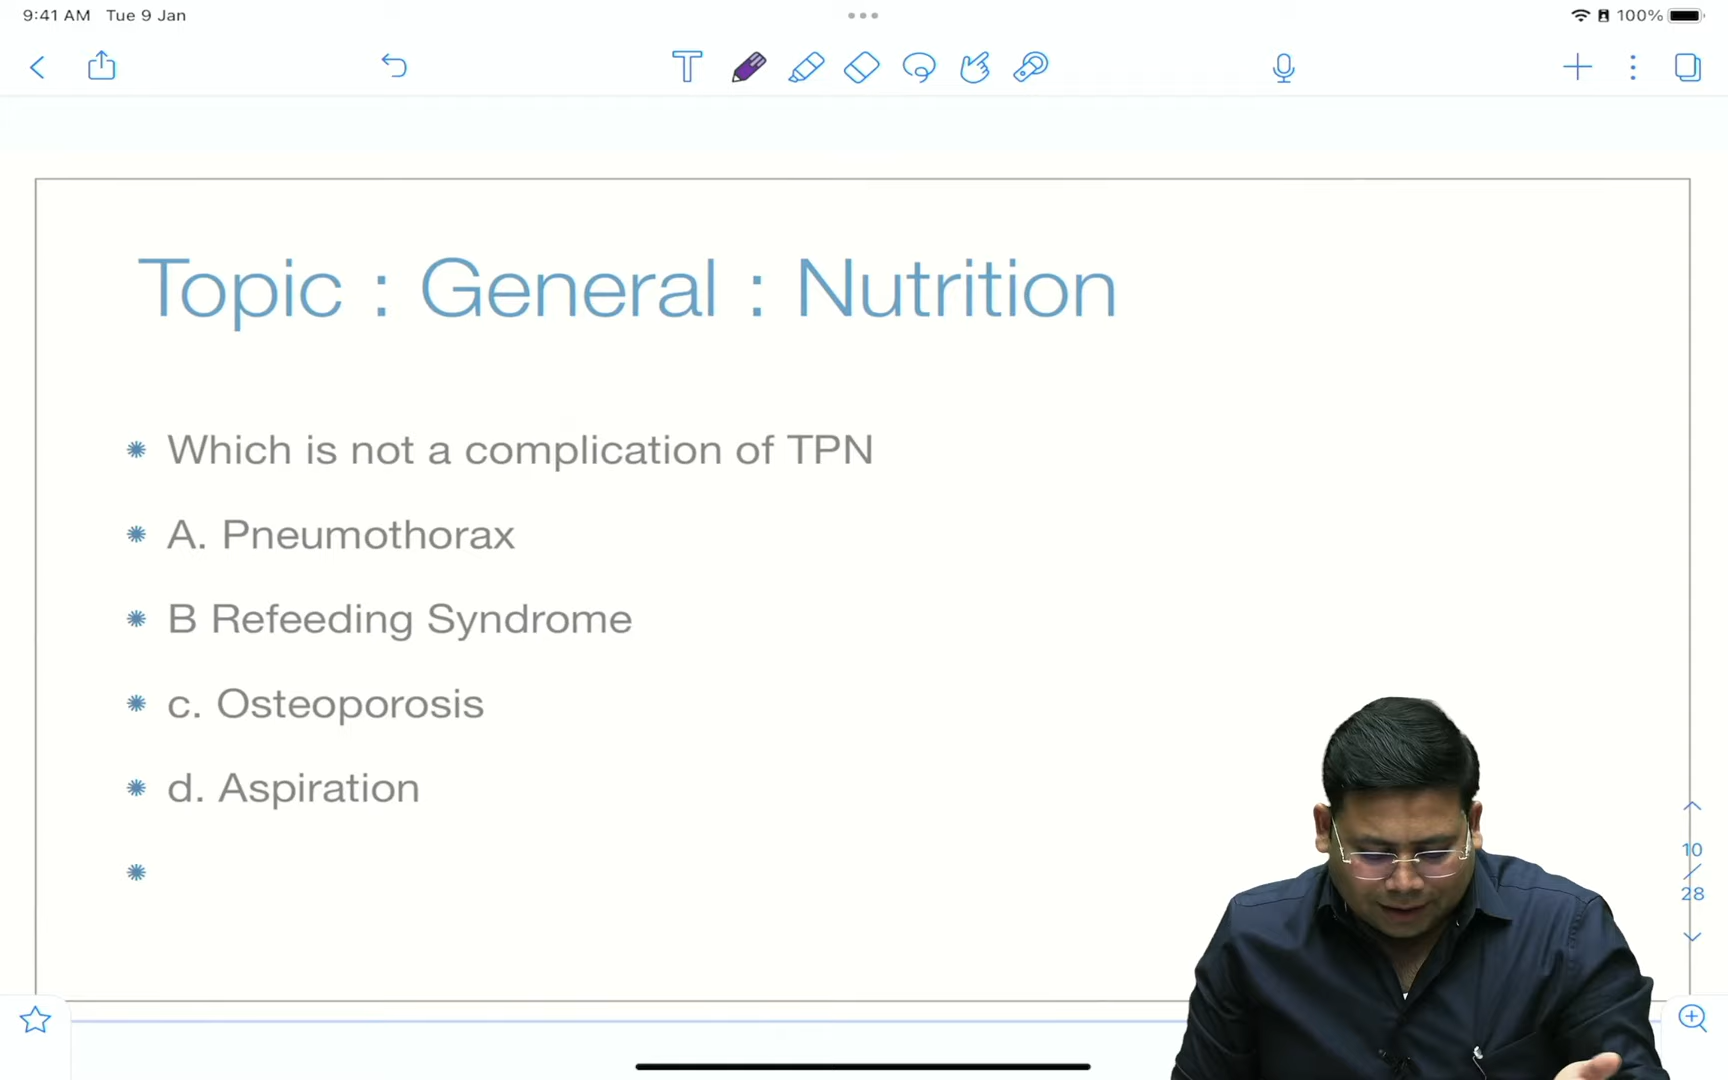 9:41 AM Tue 9 Jan
100%
Topic : General : Nutrition
Which is not a complication of TPN
A. Pneumothorax
B Refeeding Syndrome
c. Osteoporosis
d. Aspiration
10
/
28